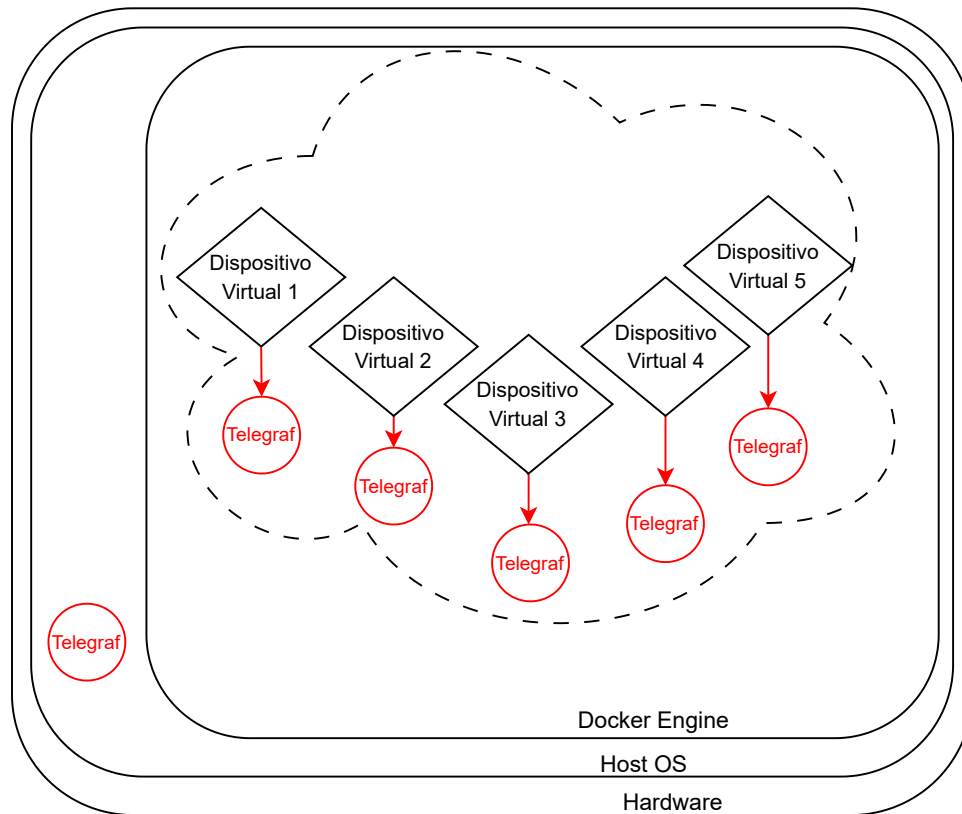 Dispositivo
Virtual 1
Dispositivo
Virtual 2
Dispositivo
Virtual 3
Dispositivo
Virtual 4
Dispositivo
Virtual 5
Telegraf
Telegraf
Telegraf
Telegraf
Telegraf
Telegraf
Docker Engine
Host OS
Hardware